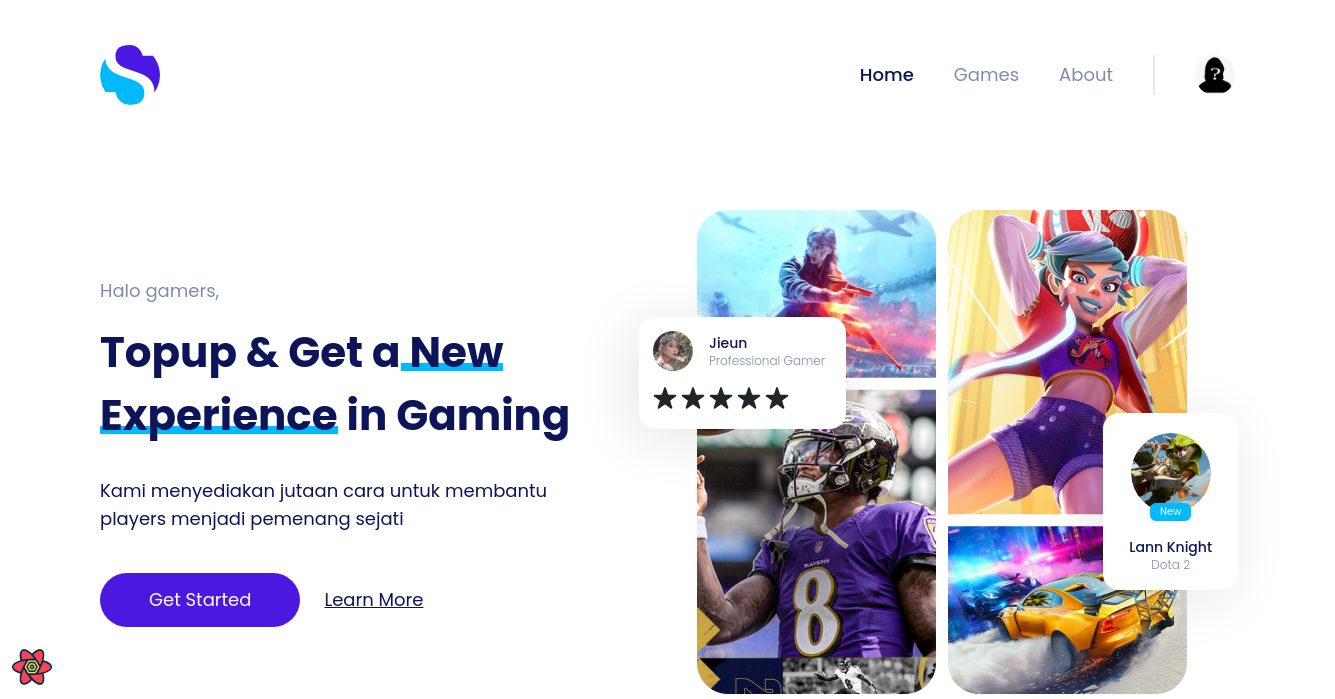 Home
Games
About
?
Halo gamers,
Topup & Get a New
Experience in Gaming
Kami menyediakan jutaan cara untuk membantu
players menjadi pemenang sejati
Get Started
Learn More
Jieun
Professional Gamer
RAVENS
8
New
Lann Knight
Dota 2